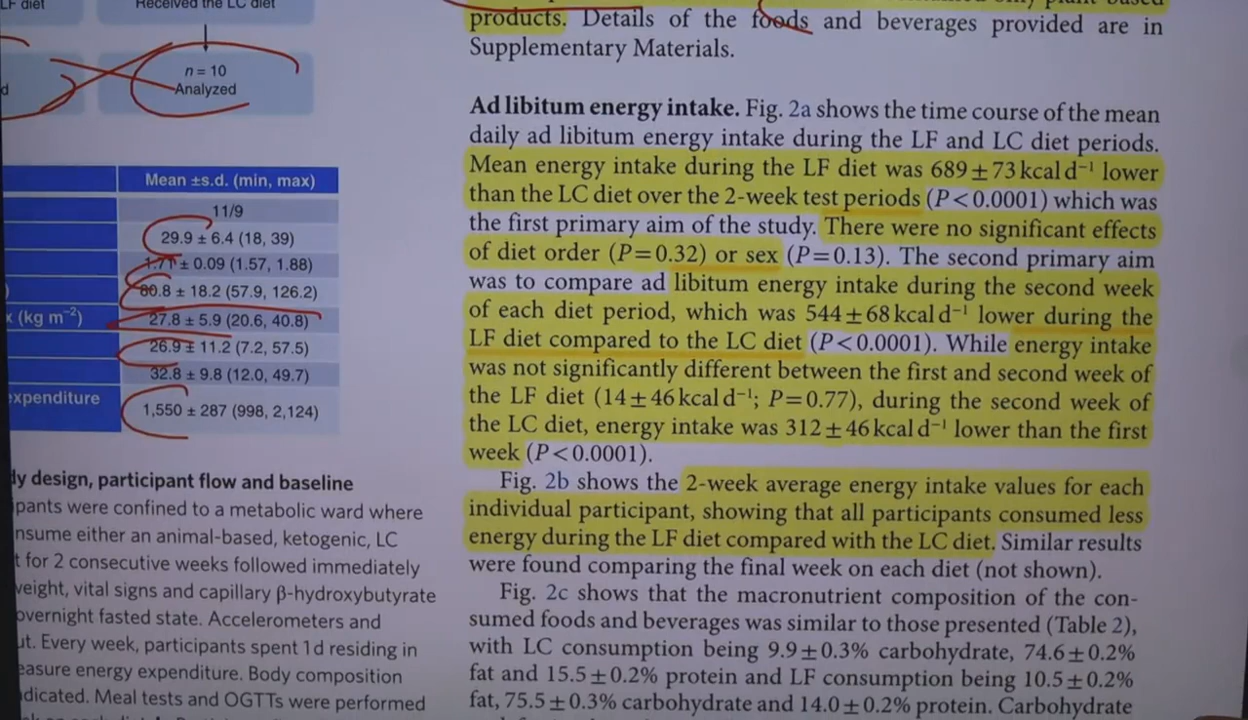 LF diet
Received the LC diet
n = 10
Analyzed
d
Mean ±s.d. (min, max)
11/9
29.9 ± 6.4 (18, 39)
1.71 ± 0.09 (1.57, 1.88)
)
80.8 ± 18.2 (57.9, 126.2)
x (kg m⁻²)
27.8 ± 5.9 (20.6, 40.8)
26.9 ± 11.2 (7.2, 57.5)
32.8 ± 9.8 (12.0, 49.7)
expenditure
1,550 ± 287 (998, 2,124)
ly design, participant flow and baseline
pants were confined to a metabolic ward where
nsume either an animal-based, ketogenic, LC
t for 2 consecutive weeks followed immediately
weight, vital signs and capillary β-hydroxybutyrate
overnight fasted state. Accelerometers and
ut. Every week, participants spent 1 d residing in
easure energy expenditure. Body composition
dicated. Meal tests and OGTTs were performed
only plant-based
products. Details of the foods and beverages provided are in
Supplementary Materials.
Ad libitum energy intake. Fig. 2a shows the time course of the mean
daily ad libitum energy intake during the LF and LC diet periods.
Mean energy intake during the LF diet was 689 ± 73 kcal d⁻¹ lower
than the LC diet over the 2-week test periods (P < 0.0001) which was
the first primary aim of the study. There were no significant effects
of diet order (P = 0.32) or sex (P = 0.13). The second primary aim
was to compare ad libitum energy intake during the second week
of each diet period, which was 544 ± 68 kcal d⁻¹ lower during the
LF diet compared to the LC diet (P < 0.0001). While energy intake
was not significantly different between the first and second week of
the LF diet (14 ± 46 kcal d⁻¹; P = 0.77), during the second week of
the LC diet, energy intake was 312 ± 46 kcal d⁻¹ lower than the first
week (P < 0.0001).
Fig. 2b shows the 2-week average energy intake values for each
individual participant, showing that all participants consumed less
energy during the LF diet compared with the LC diet. Similar results
were found comparing the final week on each diet (not shown).
Fig. 2c shows that the macronutrient composition of the con-
sumed foods and beverages was similar to those presented (Table 2),
with LC consumption being 9.9 ± 0.3% carbohydrate, 74.6 ± 0.2%
fat and 15.5 ± 0.2% protein and LF consumption being 10.5 ± 0.2%
fat, 75.5 ± 0.3% carbohydrate and 14.0 ± 0.2% protein. Carbohydrate